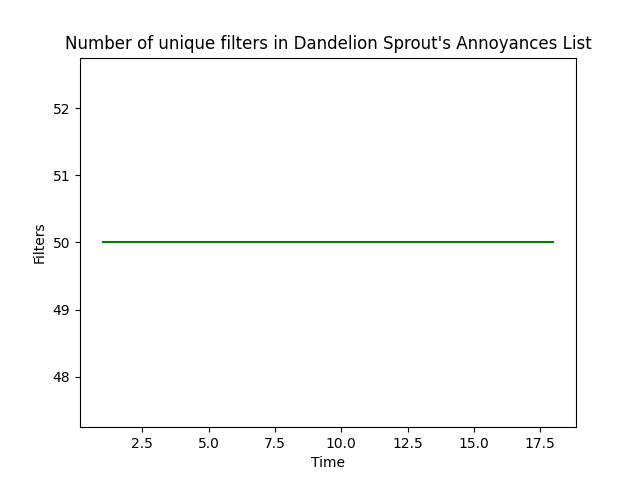 Number of unique filters in Dandelion Sprout's Annoyances List
52
51
50
49
48
Filters
2.5 5.0 7.5 10.0 12.5 15.0 17.5
Time